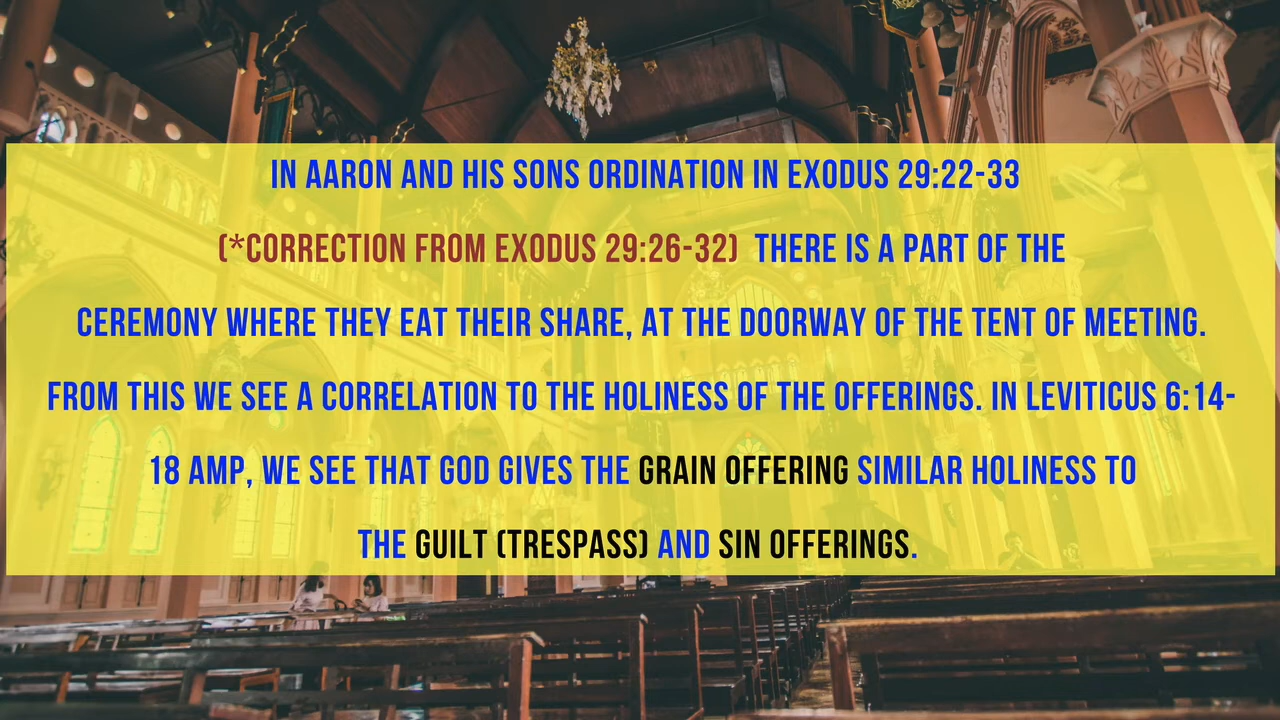 IN AARON AND HIS SONS ORDINATION IN EXODUS 29:22-33
(*CORRECTION FROM EXODUS 29:26-32) THERE IS A PART OF THE
CEREMONY WHERE THEY EAT THEIR SHARE, AT THE DOORWAY OF THE TENT OF MEETING.
FROM THIS WE SEE A CORRELATION TO THE HOLINESS OF THE OFFERINGS. IN LEVITICUS 6:14-
18 AMP, WE SEE THAT GOD GIVES THE GRAIN OFFERING SIMILAR HOLINESS TO
THE GUILT (TRESPASS) AND SIN OFFERINGS.